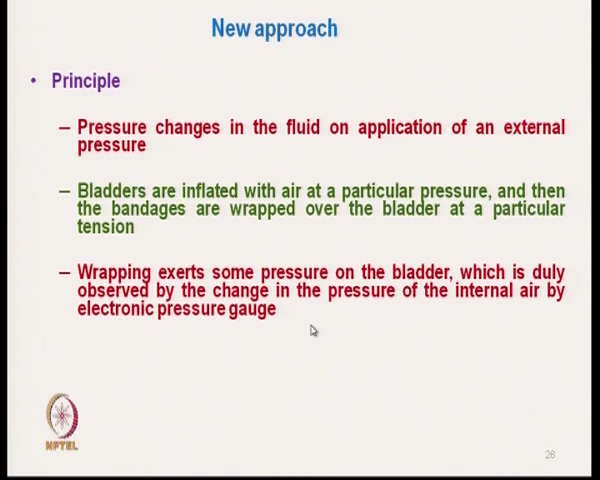 New approach
• Principle
– Pressure changes in the fluid on application of an external
pressure
– Bladders are inflated with air at a particular pressure, and then
the bandages are wrapped over the bladder at a particular
tension
– Wrapping exerts some pressure on the bladder, which is duly
observed by the change in the pressure of the internal air by
electronic pressure gauge
NPTEL
26